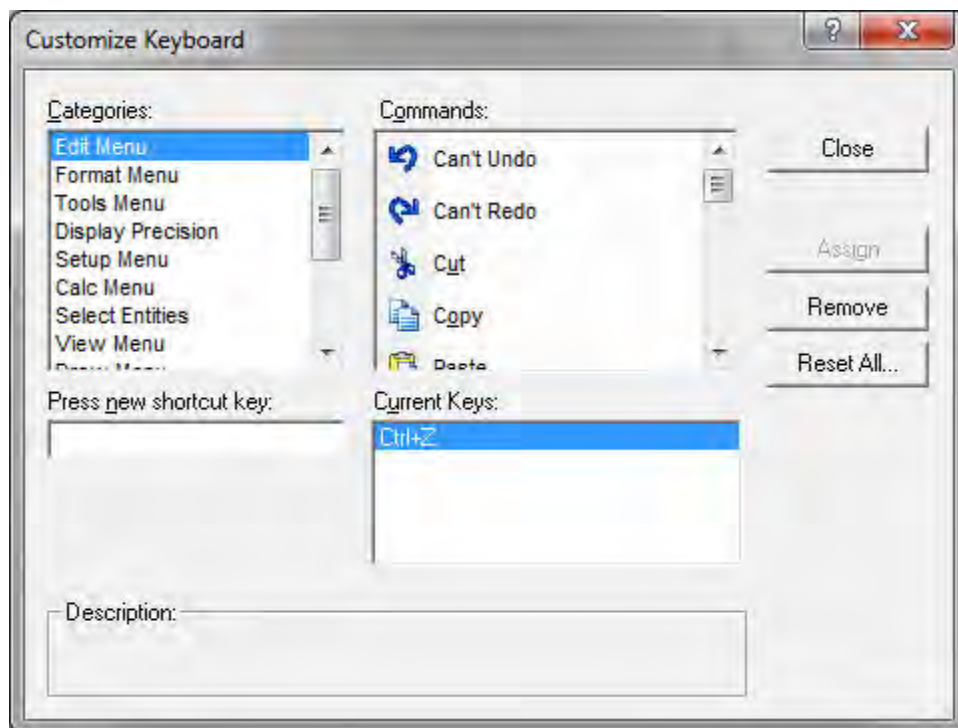 Customize Keyboard
Categories:
Edit Menu
Format Menu
Tools Menu
Display Precision
Setup Menu
Calc Menu
Select Entities
View Menu
Commands:
Can't Undo
Can't Redo
Cut
Copy
Paste
Close
Assign
Remove
Reset All...
Press new shortcut key:
Current Keys:
Ctrl+Z
Description: